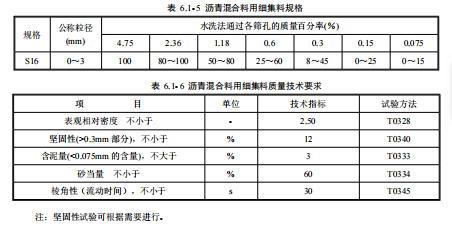 表 6.1-5 沥青混合料用细集料规格
规格 公称粒径(mm) 水洗法通过各筛孔的质量百分率(%)
4.75 2.36 1.18 0.6 0.3 0.15 0.075
S16 0～3 100 80～100 50～80 25～60 8～45 0～25 0～15
表 6.1-6 沥青混合料用细集料质量技术要求
项 目 单位 技术指标 试验方法
表观相对密度 不小于 - 2.50 T0328
坚固性(>0.3mm 部分), 不小于 % 12 T0340
含泥量(<0.075mm 的含量), 不大于 % 3 T0333
砂当量 不小于 % 60 T0334
棱角性（流动时间）, 不小于 s 30 T0345
注：坚固性试验可根据需要进行。